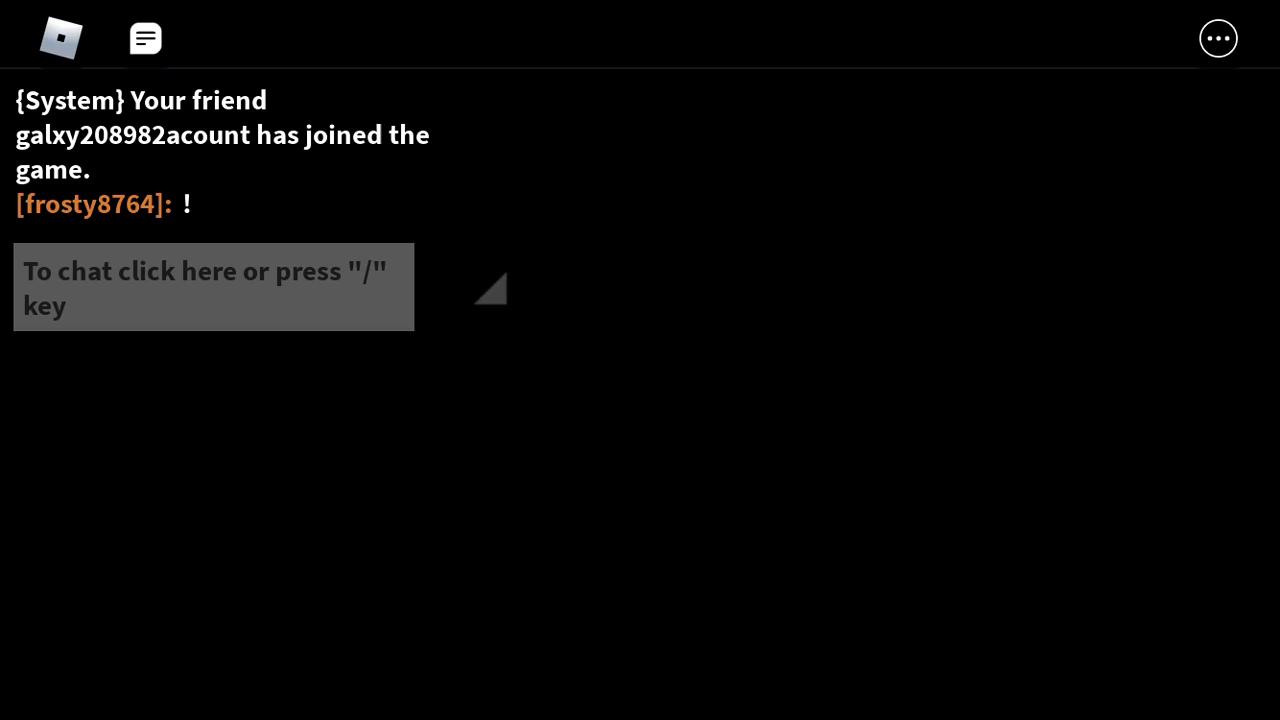 {System} Your friend
galxy208982acount has joined the
game.
[frosty8764]: !
To chat click here or press "/"
key